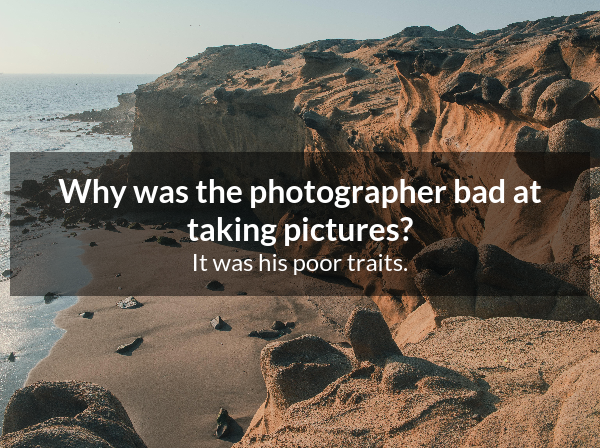 Why was the photographer bad at
taking pictures?
It was his poor traits.